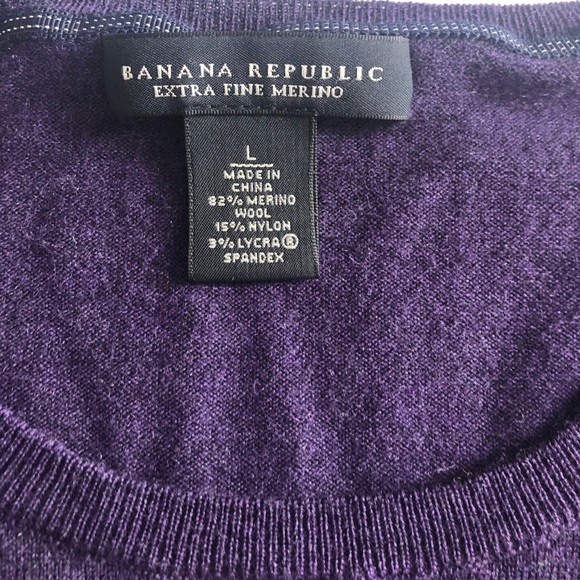 BANANA REPUBLIC
EXTRA FINE MERINO
L
MADE IN
CHINA
82% MERINO
WOOL
15% NYLON
3% LYCRA®
SPANDEX